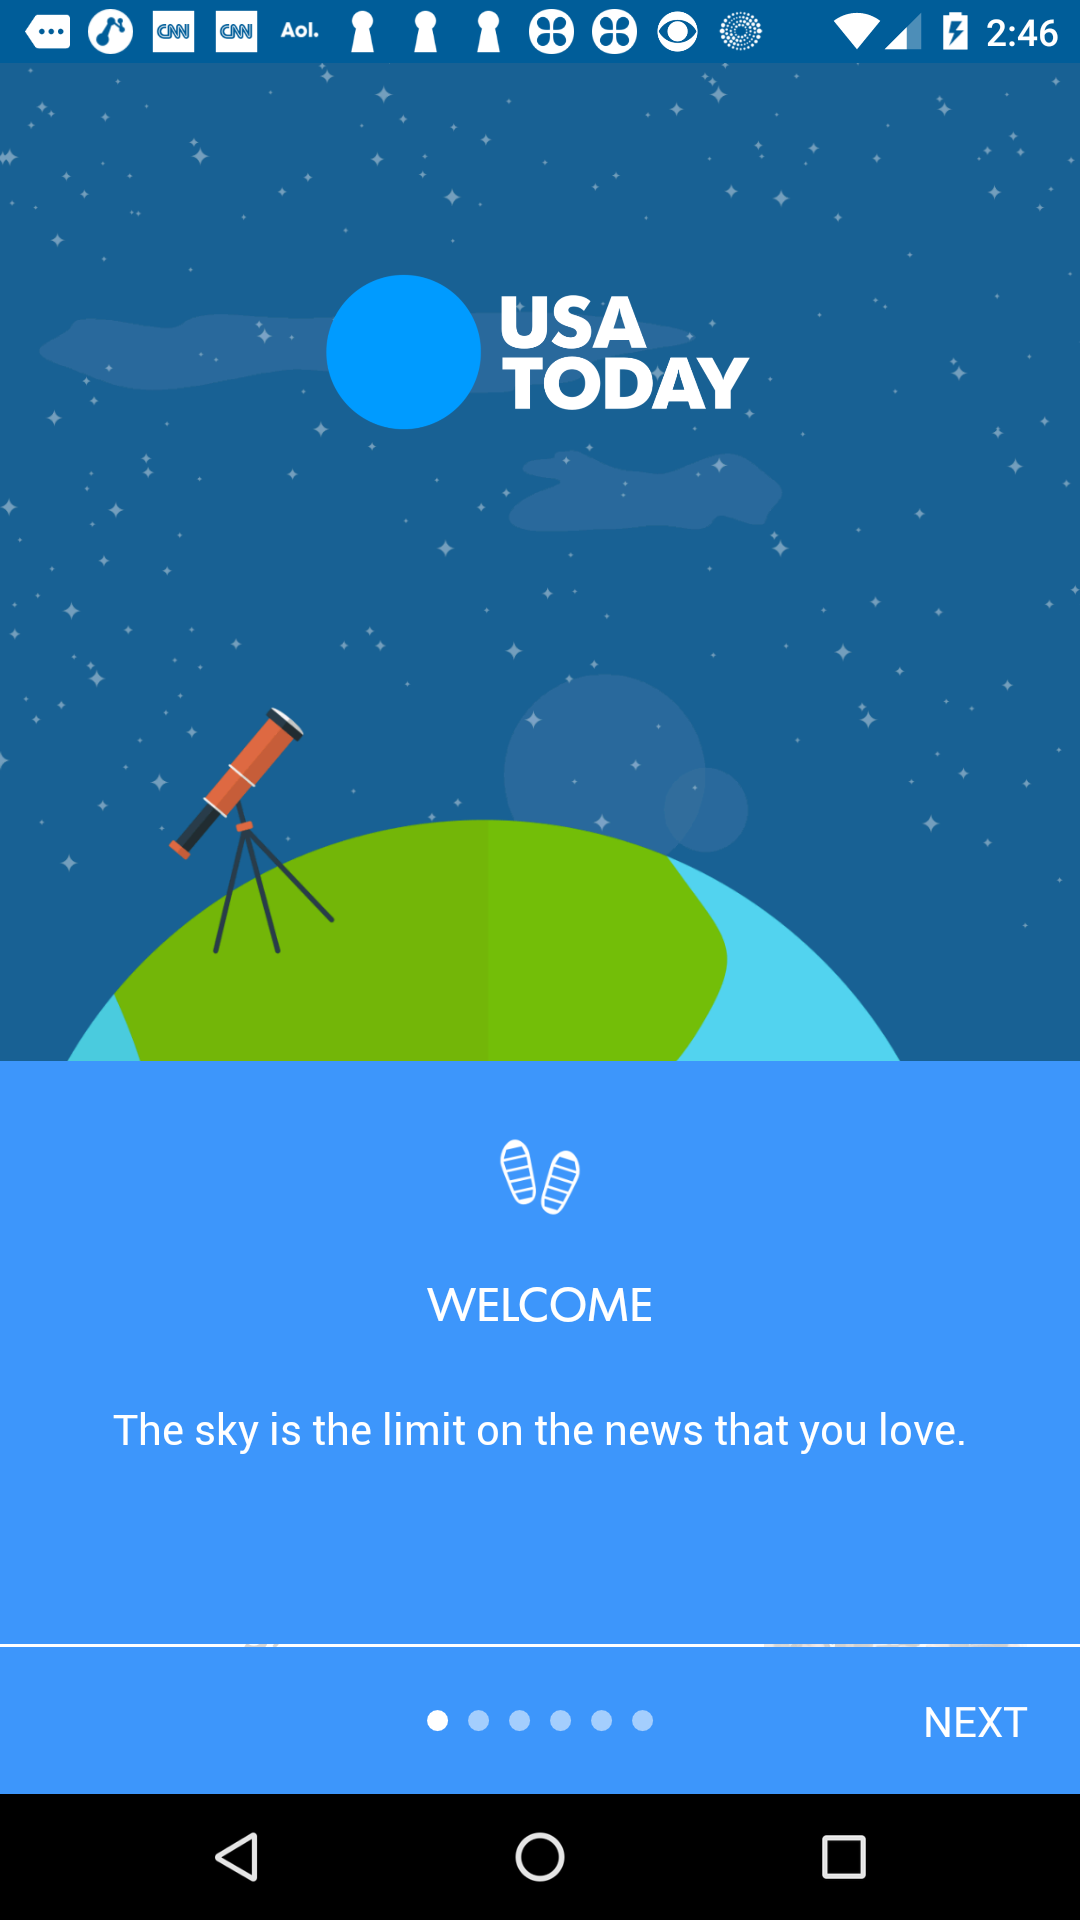 CNN CNN Aol. 2:46
USA
TODAY
WELCOME
The sky is the limit on the news that you love.
NEXT